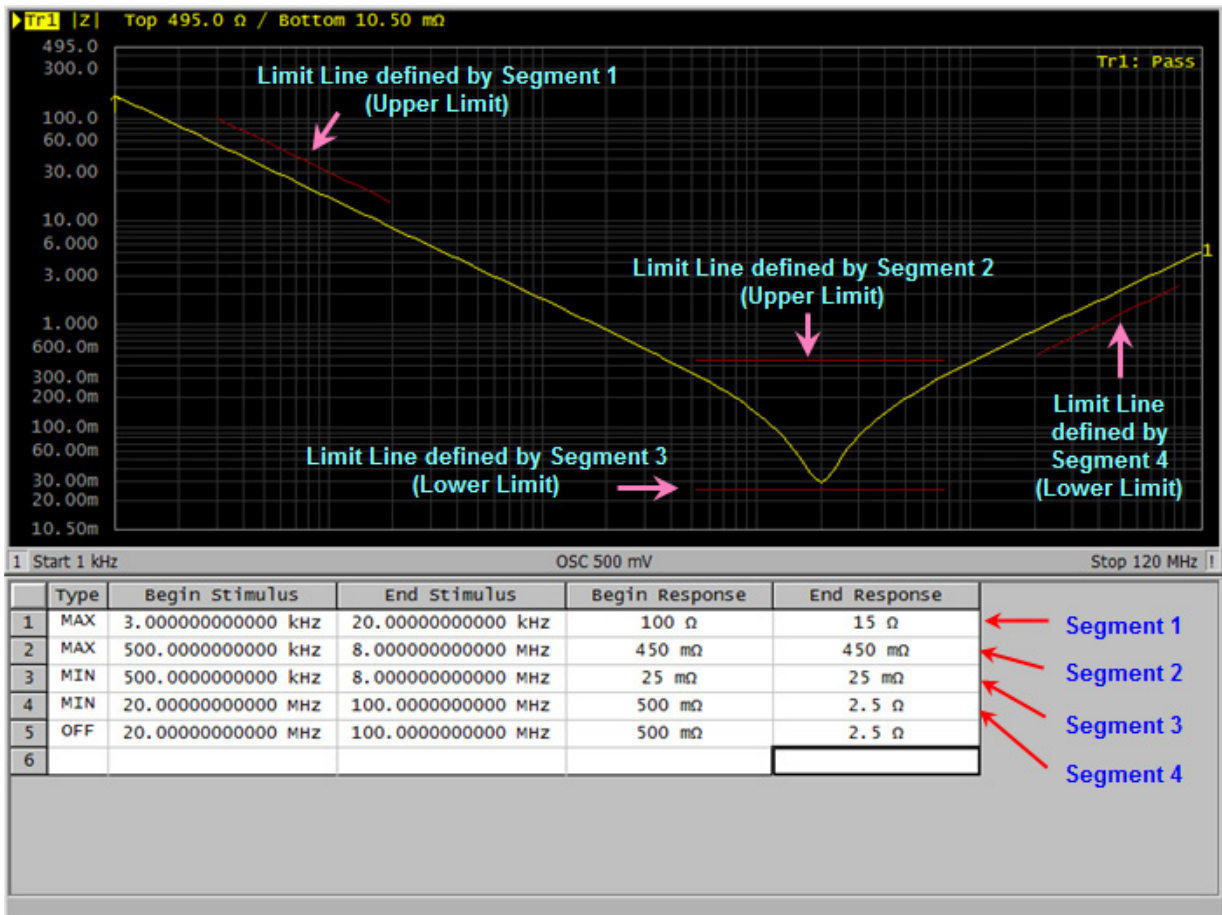 Tr1 |Z| Top 495.0 Ω / Bottom 10.50 mΩ
495.0
300.0
100.0
60.00
30.00
10.00
6.000
3.000
1.000
600.0m
300.0m
200.0m
100.0m
60.00m
30.00m
20.00m
10.50m
Tr1: Pass
Limit Line defined by Segment 1
(Upper Limit)
1
Limit Line defined by Segment 2
(Upper Limit)
Limit Line defined by Segment 3
(Lower Limit)
Limit Line
defined by
Segment 4
(Lower Limit)
1 Start 1 kHz OSC 500 mV Stop 120 MHz !
Type Begin Stimulus End Stimulus Begin Response End Response
1 MAX 3.000000000000 kHz 20.00000000000 kHz 100 Ω 15 Ω
2 MAX 500.0000000000 kHz 8.000000000000 MHz 450 mΩ 450 mΩ
3 MIN 500.0000000000 kHz 8.000000000000 MHz 25 mΩ 25 mΩ
4 MIN 20.00000000000 MHz 100.0000000000 MHz 500 mΩ 2.5 Ω
5 OFF 20.00000000000 MHz 100.0000000000 MHz 500 mΩ 2.5 Ω
6
Segment 1
Segment 2
Segment 3
Segment 4